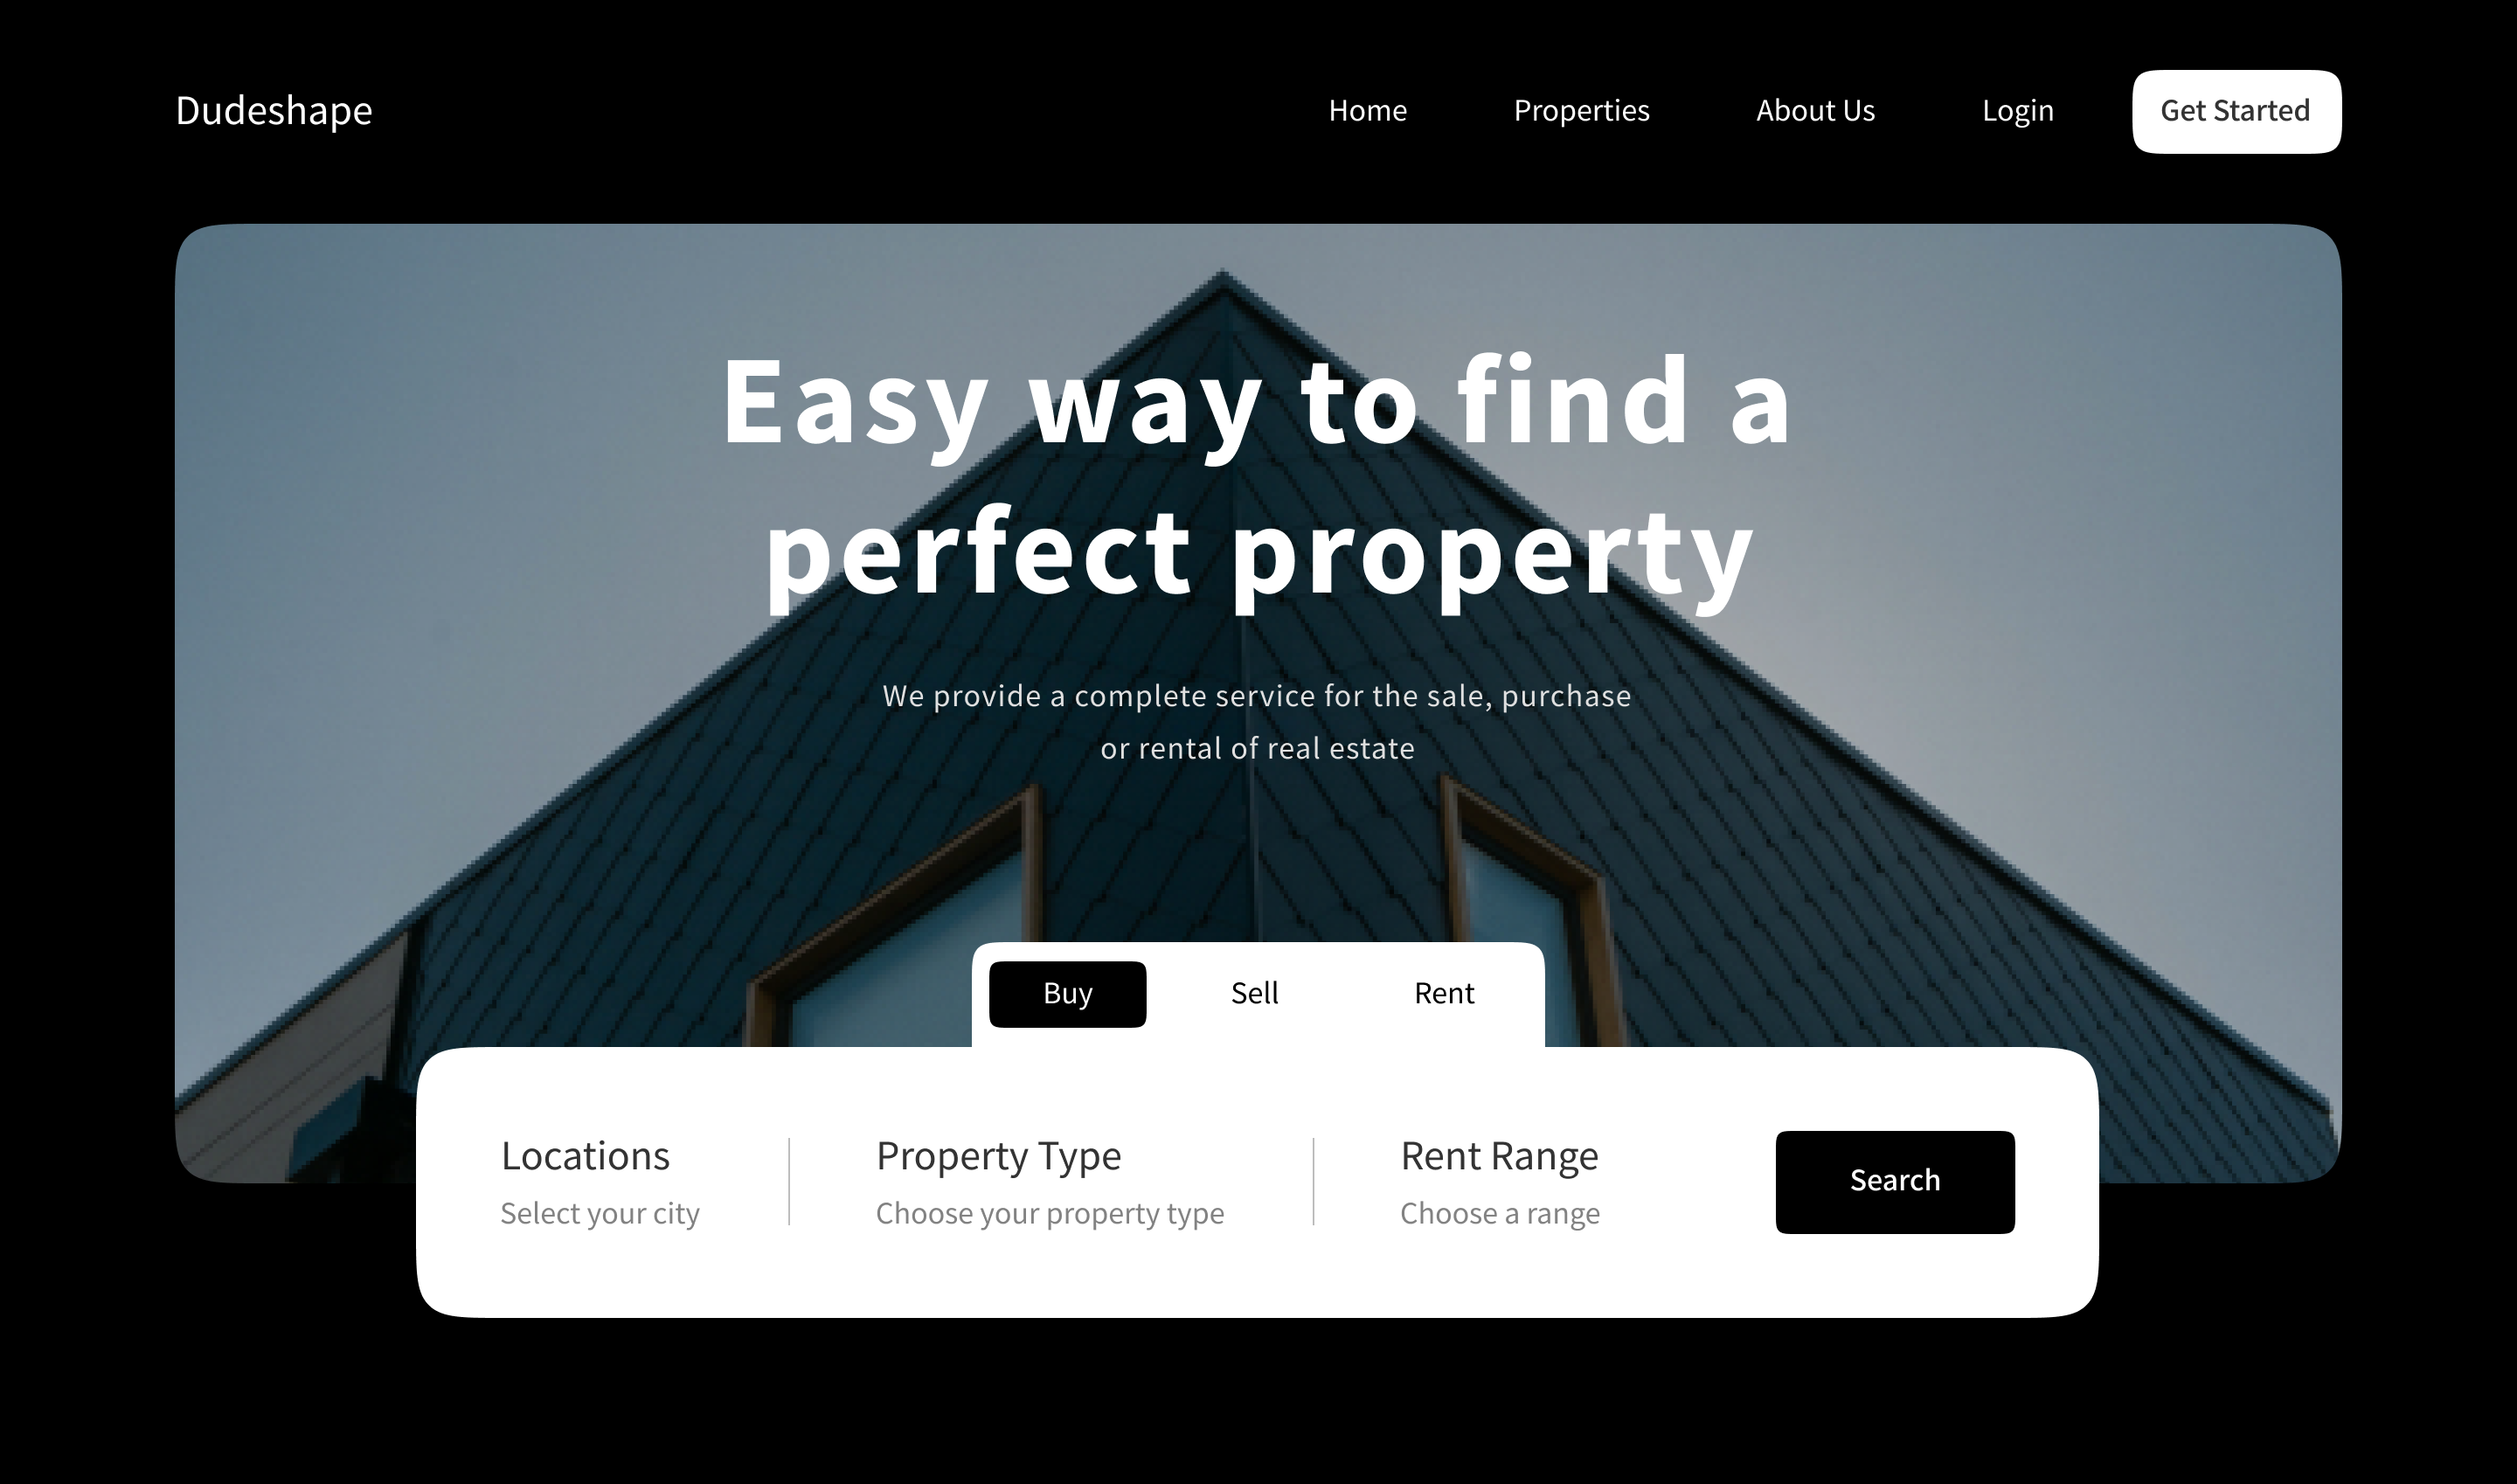 Dudeshape
Home
Properties
About Us
Login
Get Started
Easy way to find a
perfect property
We provide a complete service for the sale, purchase
or rental of real estate
Buy
Sell
Rent
Locations
Select your city
Property Type
Choose your property type
Rent Range
Choose a range
Search